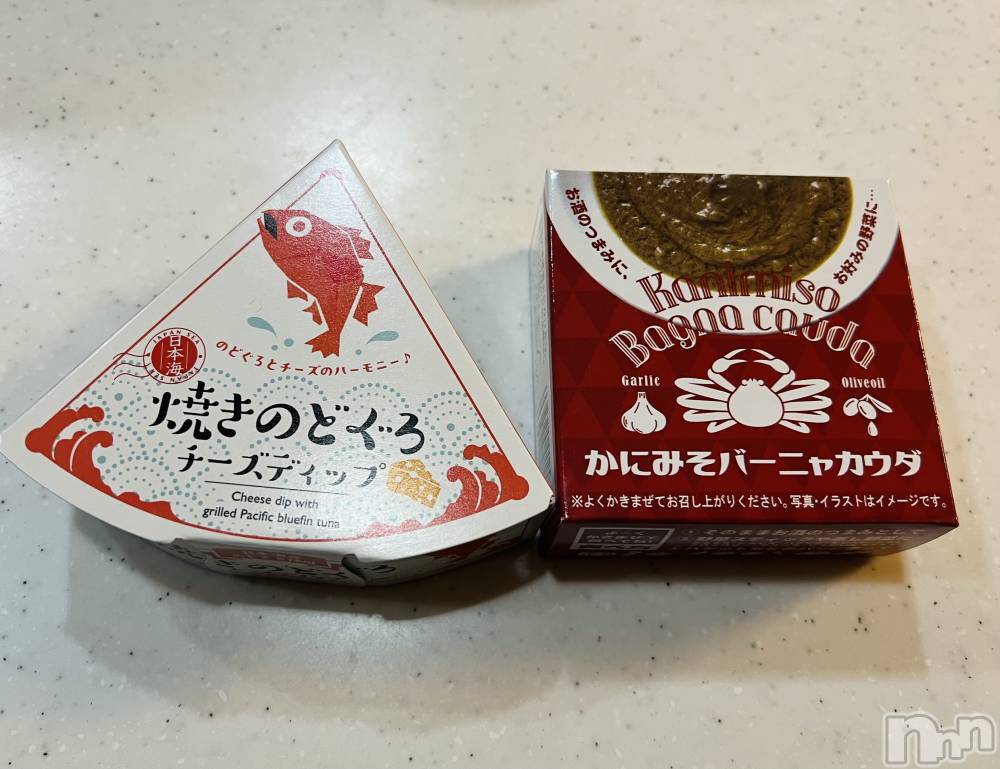 JAPAN SEA
日本海
のどぐろとチーズのハーモニー♪
焼きのどぐろ
チーズディップ
Cheese dip with
grilled Pacific bluefin tuna
お酒のつまみに、
お好みの野菜に…
Kanimiso
Bagna cauda
Garlic
Oliveoil
かにみそバーニャカウダ
※よくかきまぜてお召し上がりください。写真・イラストはイメージです。
nnn